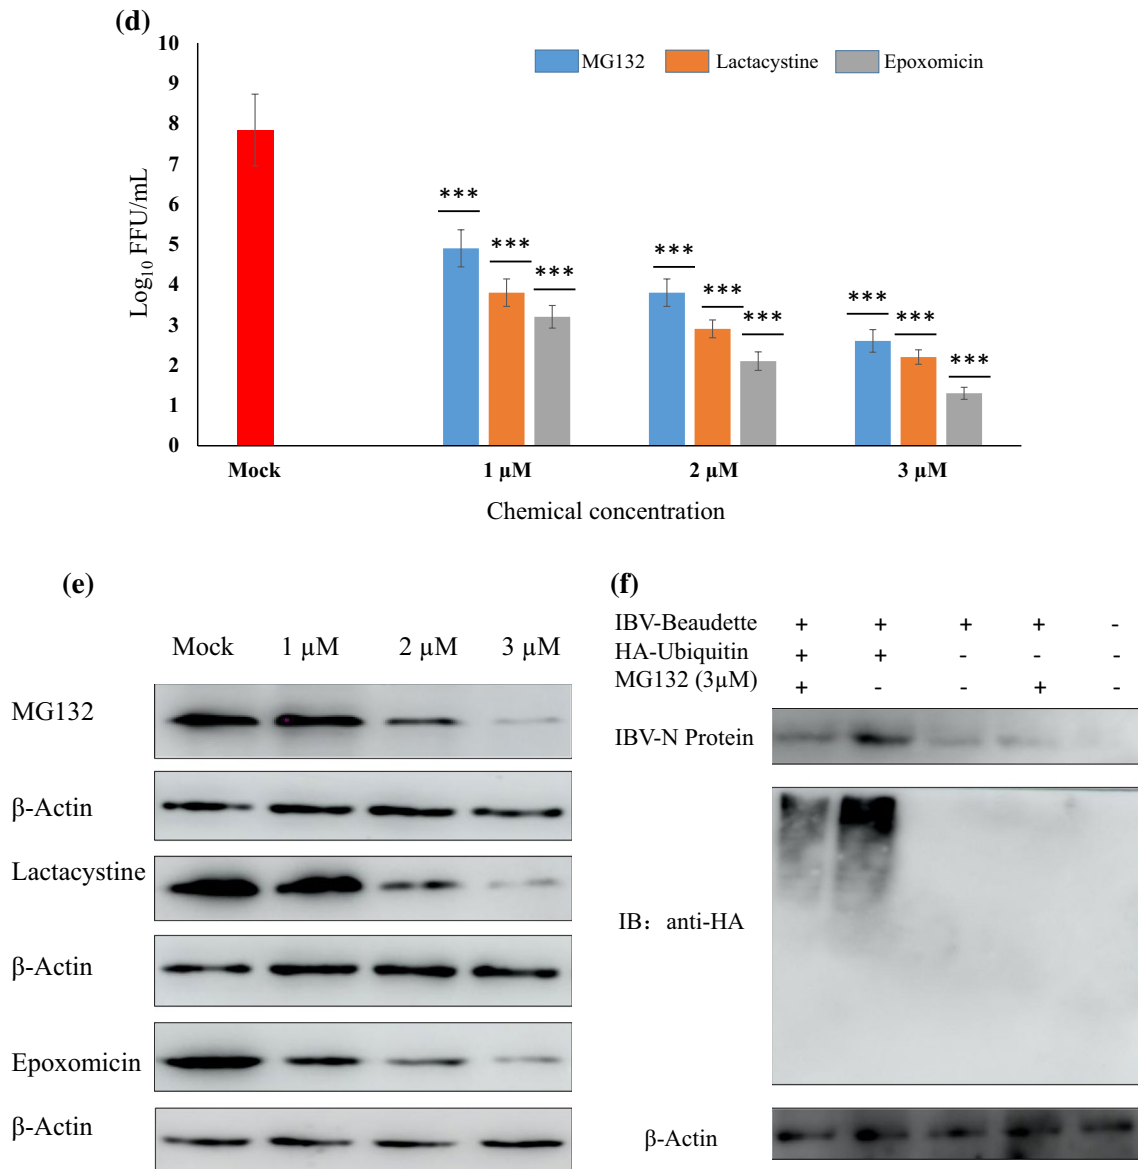 (d)
10
9
8
7
6
5
4
3
2
1
0
Log10 FFU/mL
MG132 Lactacystine Epoxomicin
***
***
***
***
***
***
***
***
***
Mock 1 µM 2 µM 3 µM
Chemical concentration
(e)
Mock 1 µM 2 µM 3 µM
MG132
β-Actin
Lactacystine
β-Actin
Epoxomicin
β-Actin
(f)
IBV-Beaudette + + + + -
HA-Ubiquitin + + - - -
MG132 (3µM) + - - + -
IBV-N Protein
IB: anti-HA
β-Actin